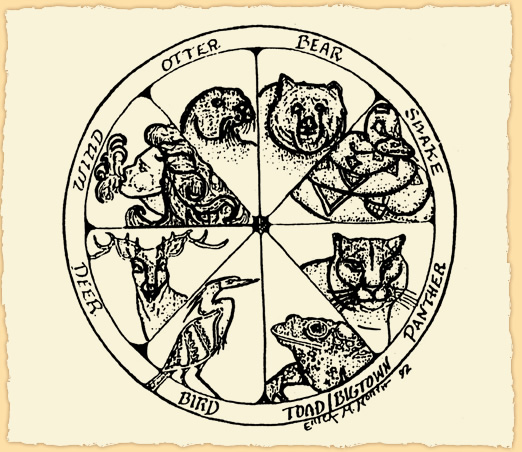 OTTER
BEAR
SNAKE
PANTHER
TOAD/BIGTOWN
BIRD
DEER
WIND
92